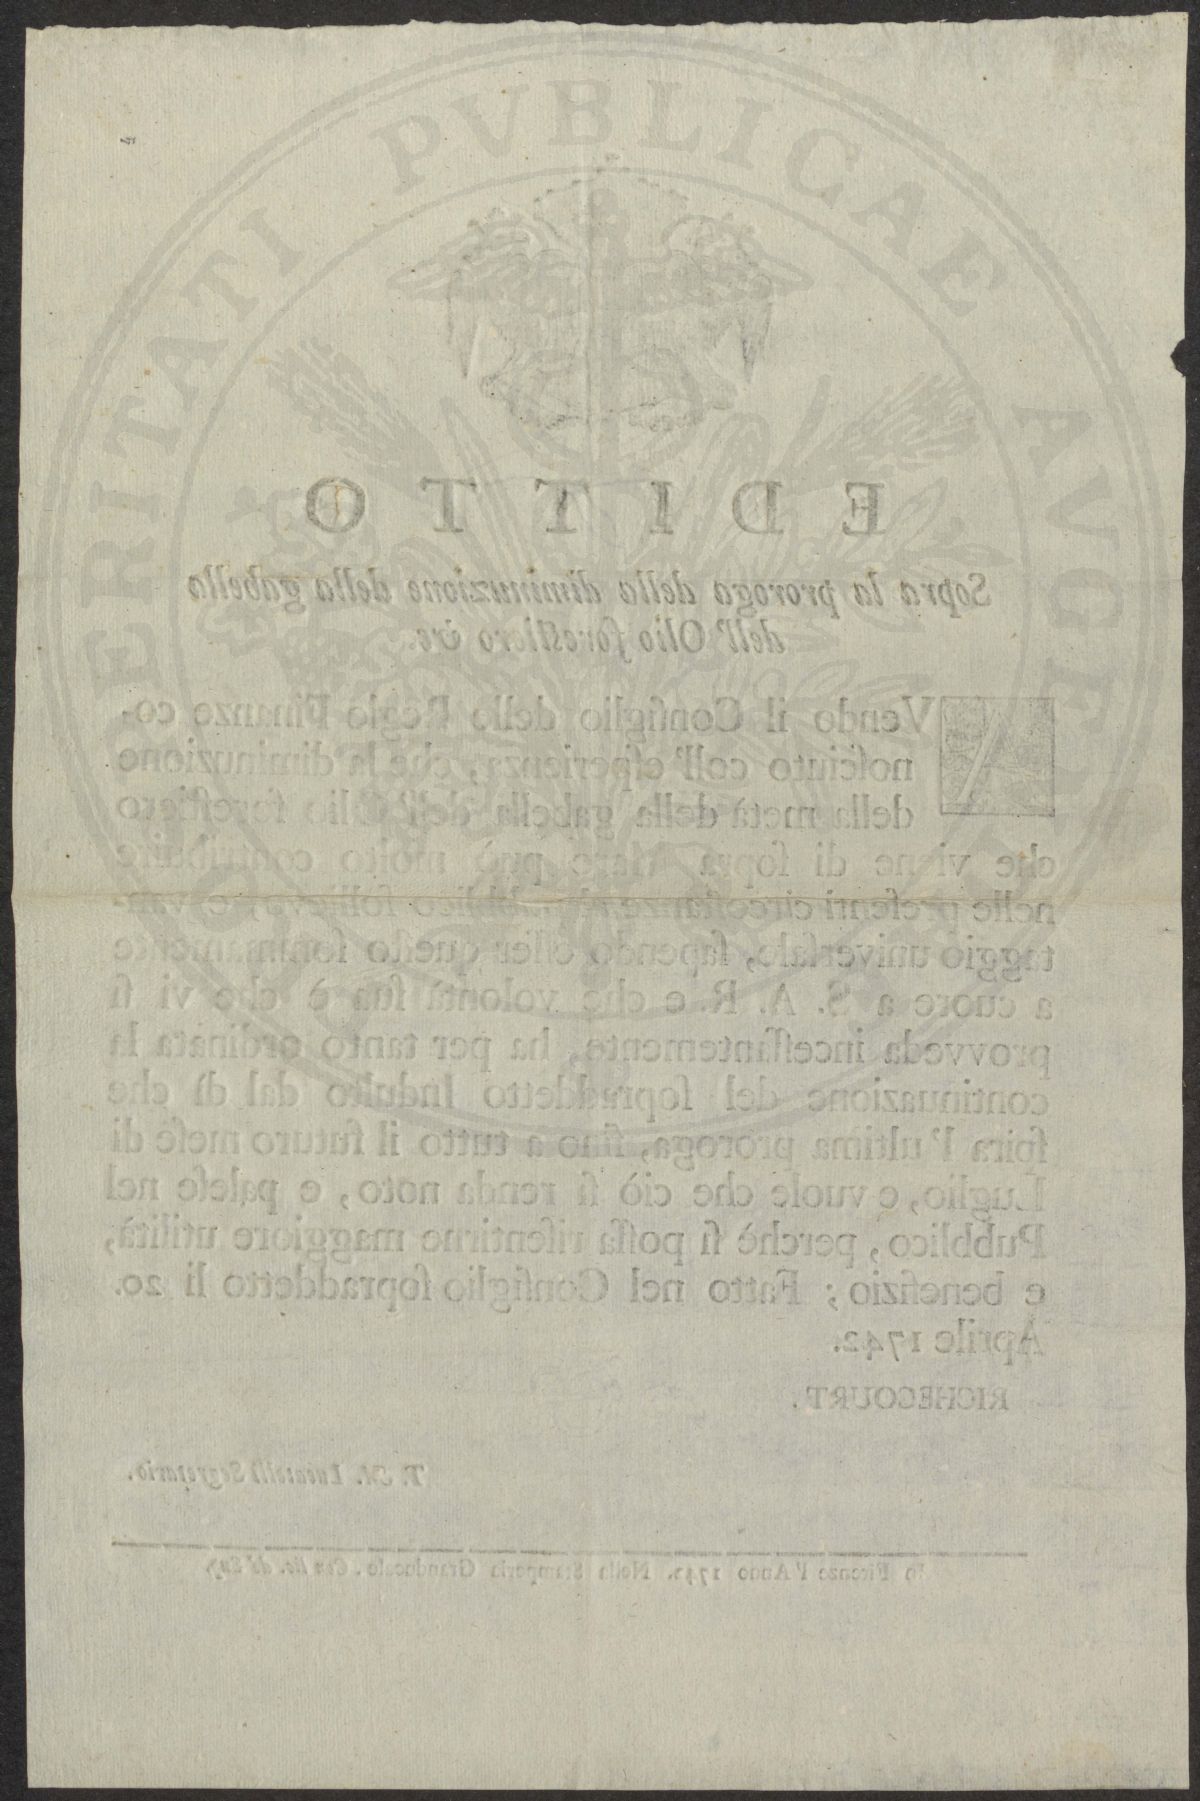 PROSPERITATI PVBLICAE AVGENDAE
EDITTO
Sopra la proroga della diminuzione della gabella
dell'Olio forestiero &c.
AVendo il Consiglio delle Regie Finanze co-
nosciuto coll'esperienza, che la diminuzione
della metà della gabella dell'Olio forestiero
che viene di sopra Mare può molto contribuire
nelle presenti circostanze al pubblico sollievo, e van-
taggio universale, sapendo esser questo sommamente
a cuore a S. A. R. e che volontà sua è che vi si
provveda incessantemente, ha per tanto ordinata la
continuazione del sopraddetto Indulto dal dì che
spira l'ultima proroga, fino a tutto il futuro mese di
Luglio, e vuole che ciò si renda noto, e palese nel
Pubblico, perchè si possa risentirne maggiore utilità,
e benefizio; Fatto nel Consiglio sopraddetto li 20.
Aprile 1742.
RICHECOURT.
Segretario.
In Firenze l'Anno 1742. Nella Stamperia Granducale. Con lic. de' Sup.